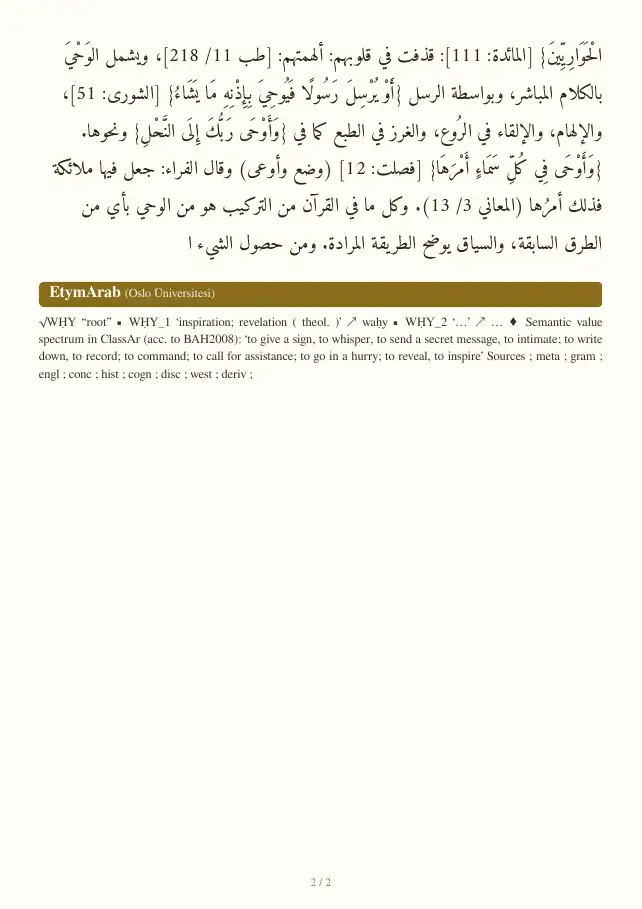 الْحَوَارِيِّينَ} [المائدة: 111]: قذفت في قلوبهم: ألهمتهم: [طب 11/ 218]، ويشمل الوَحْيَ
بالكلام المباشر، وبواسطة الرسل {أَوْ يُرْسِلَ رَسُولًا فَيُوحِيَ بِإِذْنِهِ مَا يَشَاءُ} [الشورى: 51]،
والإلهام، والإلقاء في الرُوع، والغرز في الطبع كما في {وَأَوْحَى رَبُّكَ إِلَى النَّحْلِ} ونحوها.
{وَأَوْحَى فِي كُلِّ سَمَاءٍ أَمْرَهَا} [فصلت: 12] (وضع وأوعى) وقال الفراء: جعل فيها ملائكة
فذلك أمرُها (المعاني 3/ 13). وكل ما في القرآن من التركيب هو من الوحي بأي من
الطرق السابقة، والسياق يوضح الطريقة المرادة. ومن حصول الشيء ا
EtymArab (Oslo Üniversitesi)
√WḤY “root” ▪ WḤY_1 ‘inspiration; revelation ( theol. )’ ↗ waḥy ▪ WḤY_2 ‘…’ ↗ … ♦ Semantic value
spectrum in ClassAr (acc. to BAH2008): ‘to give a sign, to whisper, to send a secret message, to intimate; to write
down, to record; to command; to call for assistance; to go in a hurry; to reveal, to inspire’ Sources ; meta ; gram ;
engl ; conc ; hist ; cogn ; disc ; west ; deriv ;
2 / 2